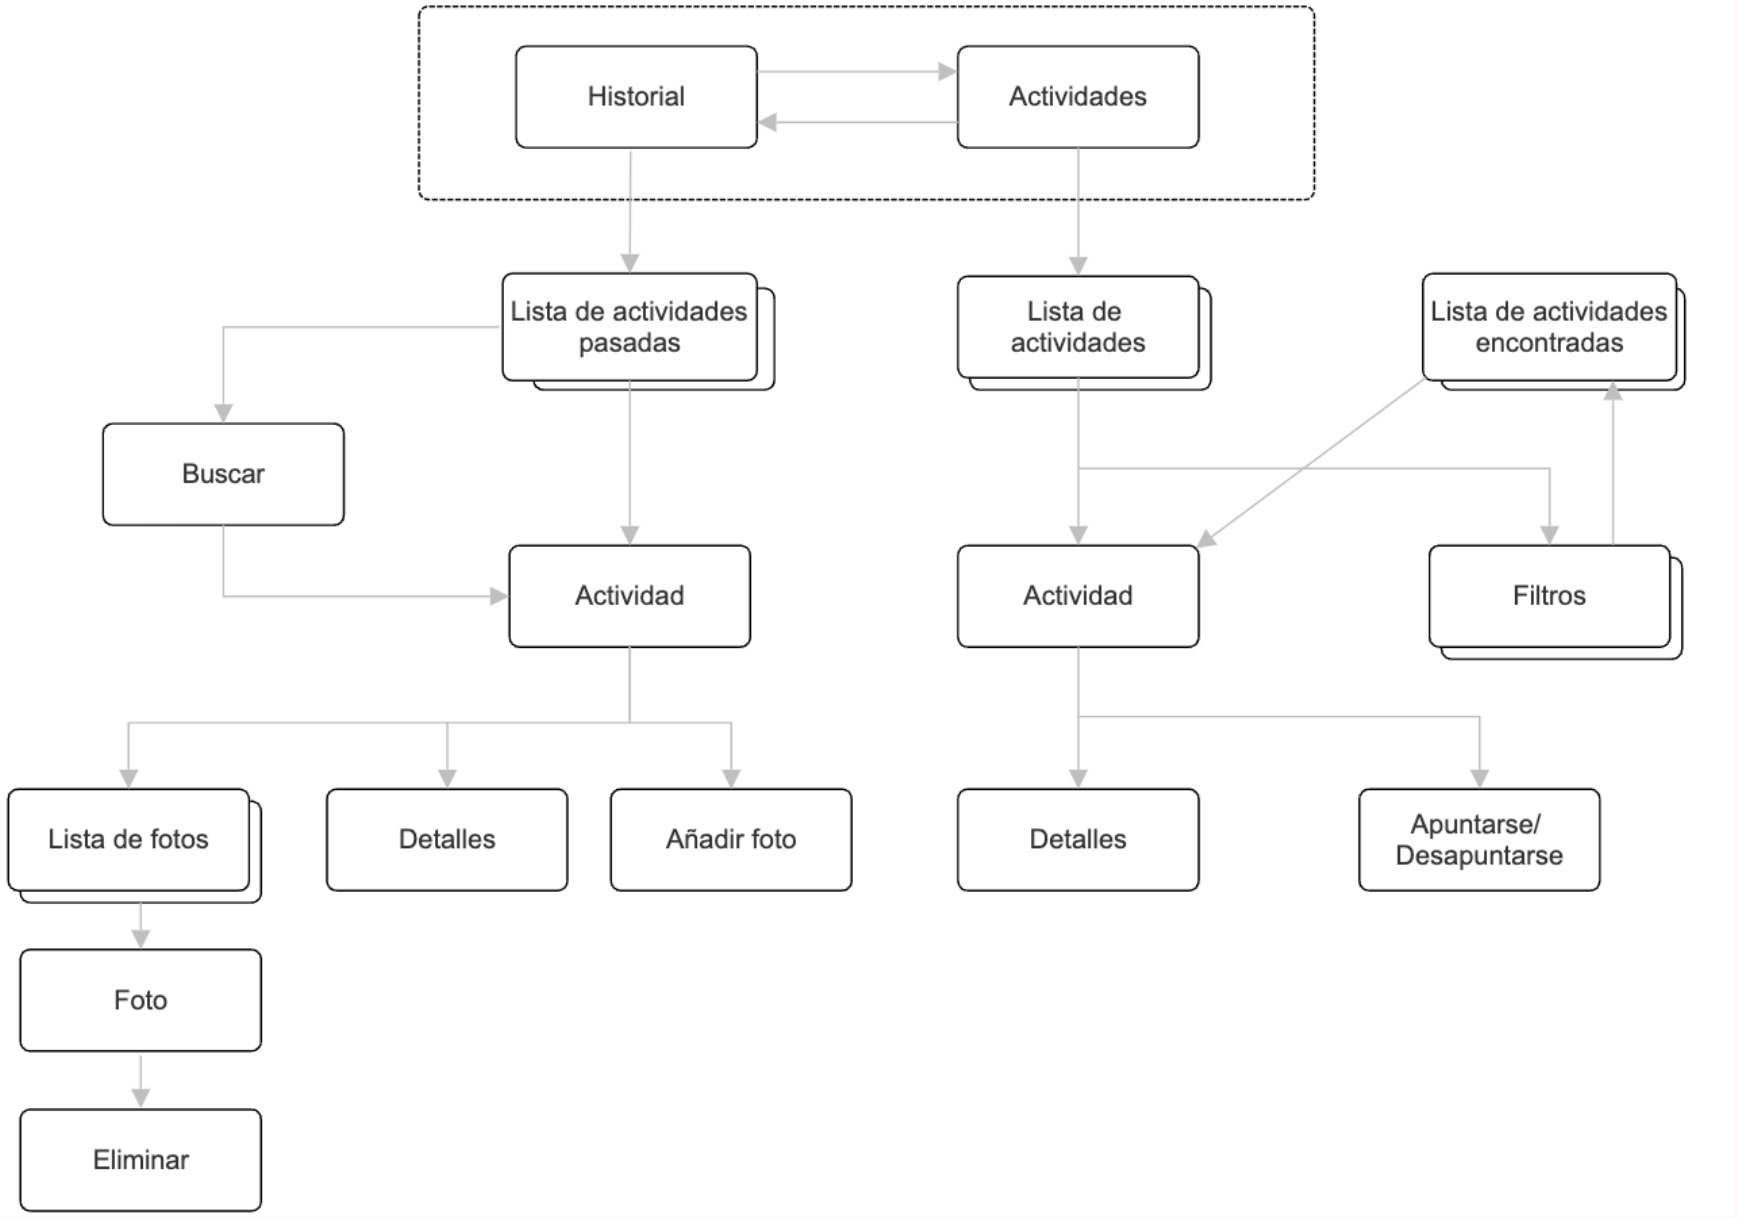 Historial
Actividades
Lista de actividades
pasadas
Lista de
actividades
Lista de actividades
encontradas
Buscar
Actividad
Actividad
Filtros
Lista de fotos
Detalles
Añadir foto
Detalles
Apuntarse/
Desapuntarse
Foto
Eliminar